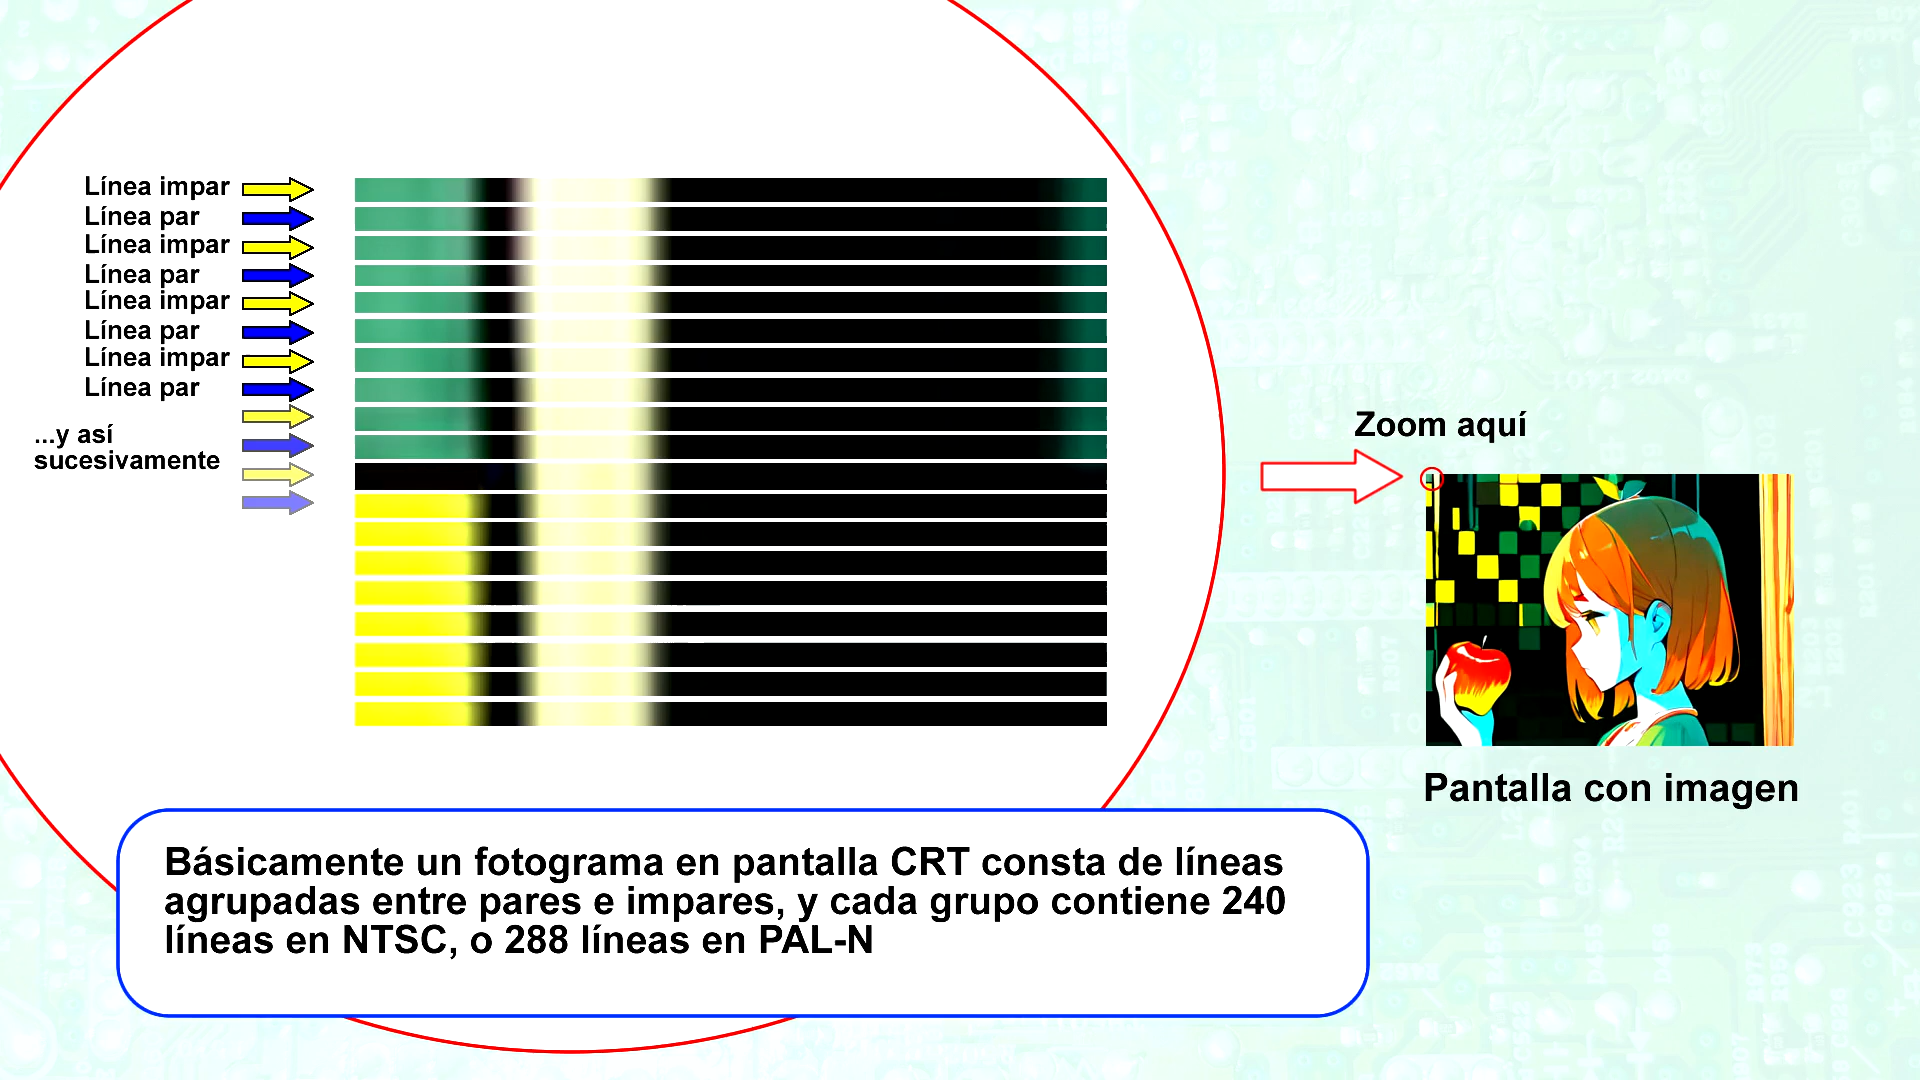 Línea impar
Línea par
Línea impar
Línea par
Línea impar
Línea par
Línea impar
Línea par
...y así
sucesivamente
Zoom aquí
Pantalla con imagen
Básicamente un fotograma en pantalla CRT consta de líneas
agrupadas entre pares e impares, y cada grupo contiene 240
líneas en NTSC, o 288 líneas en PAL-N